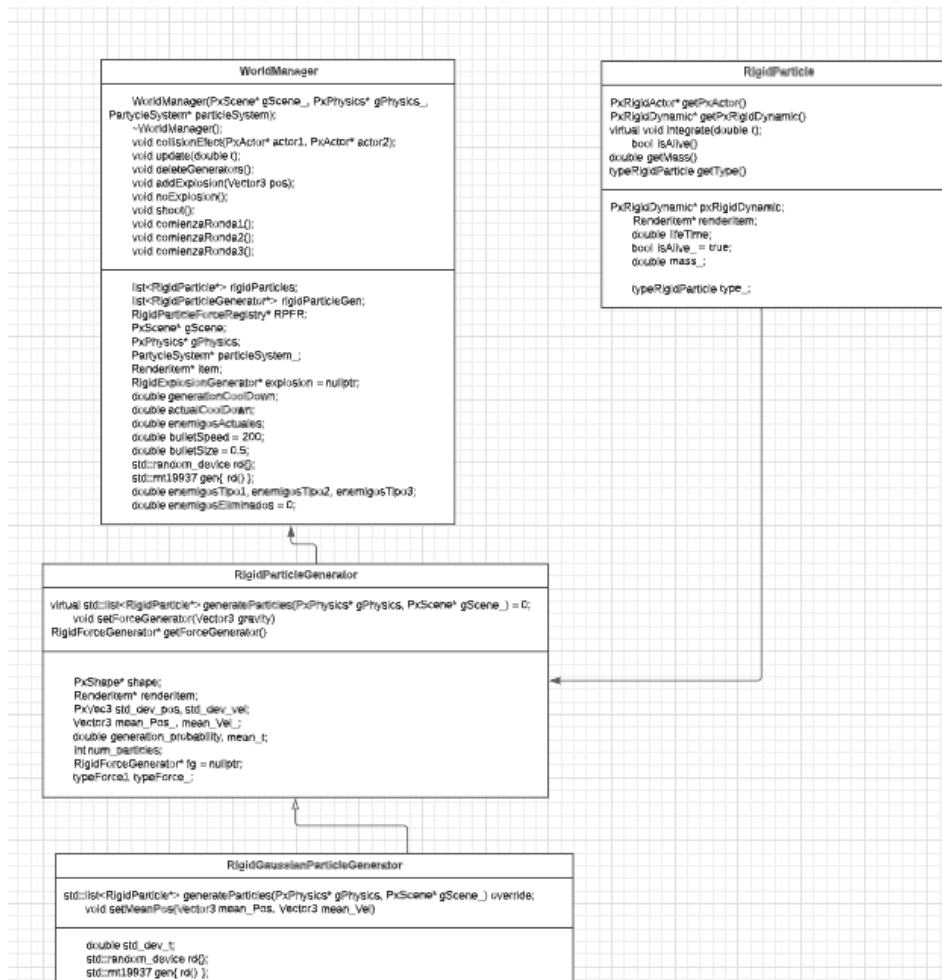 WorldManager
WorldManager(PxScene* gScene_, PxPhysics* gPhysics_,
PartycleSystem* particleSystem);
~WorldManager();
void collisionEfect(PxActor* actor1, PxActor* actor2);
void update(double t);
void deleteGenerators();
void addExplosion(Vector3 pos);
void noExplosion();
void shoot();
void comienzaRonda1();
void comienzaRonda2();
void comienzaRonda3();
list<RigidParticle*> rigidParticles;
list<RigidParticleGenerator*> rigidParticleGen;
RigidParticleForceRegistry* RPFR;
PxScene* gScene;
PxPhysics* gPhysics;
PartycleSystem* particleSystem_;
RenderItem* item;
RigidExplosionGenerator* explosion = nullptr;
double generationCoolDown;
double actualCoolDown;
double enemigosActuales;
double bulletSpeed = 200;
double bulletSize = 0.5;
std::random_device rd{};
std::mt19937 gen{ rd() };
double enemigosTipo1, enemigosTipo2, enemigosTipo3;
double enemigosEliminados = 0;
RigidParticle
PxRigidActor* getPxActor()
PxRigidDynamic* getPxRigidDynamic()
virtual void integrate(double t);
bool isAlive()
double getMass()
typeRigidParticle getType()
PxRigidDynamic* pxRigidDynamic;
RenderItem* renderItem;
double lifeTime;
bool isAlive_ = true;
double mass_;
typeRigidParticle type_;
RigidParticleGenerator
virtual std::list<RigidParticle*> generateParticles(PxPhysics* gPhysics, PxScene* gScene_) = 0;
void setForceGenerator(Vector3 gravity)
RigidForceGenerator* getForceGenerator()
PxShape* shape;
RenderItem* renderItem;
PxVec3 std_dev_pos, std_dev_vel;
Vector3 mean_Pos_, mean_Vel_;
double generation_probability, mean_t;
int num_particles;
RigidForceGenerator* fg = nullptr;
typeForce1 typeForce_;
RigidGaussianParticleGenerator
std::list<RigidParticle*> generateParticles(PxPhysics* gPhysics, PxScene* gScene_) override;
void setMeanPos(Vector3 mean_Pos, Vector3 mean_Vel)
double std_dev_t;
std::random_device rd{};
std::mt19937 gen{ rd() };